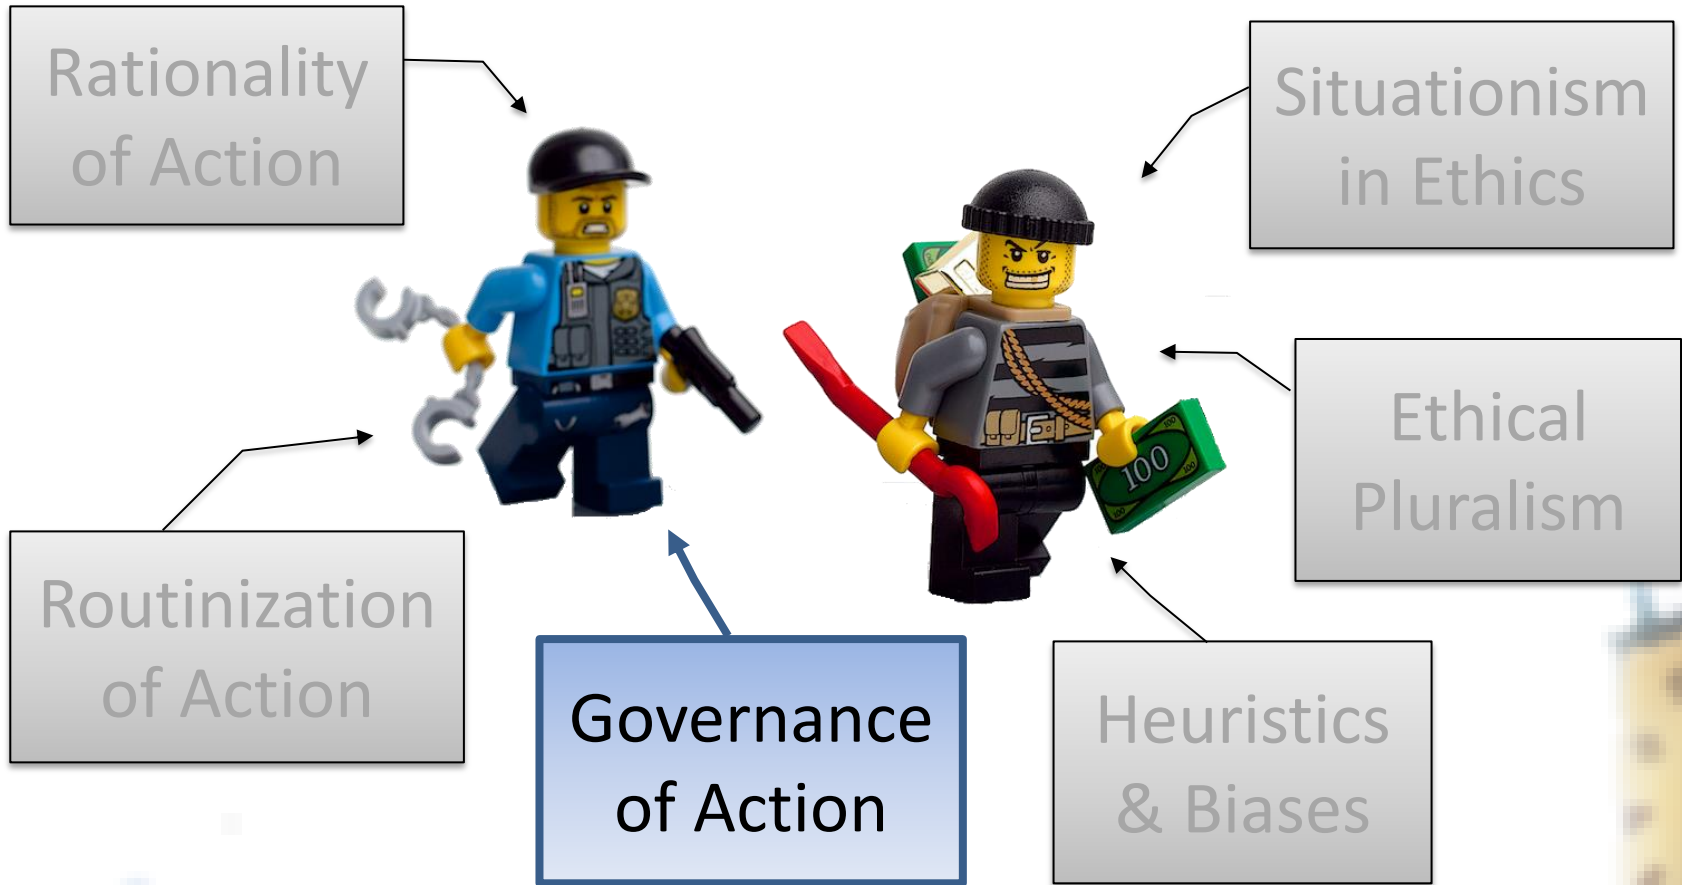 Rationality
of Action
Situationism
in Ethics
Ethical
Pluralism
Routinization
of Action
Governance
of Action
Heuristics
& Biases
100